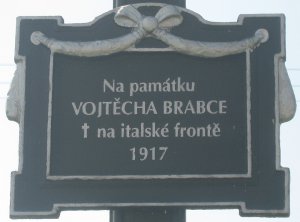 Na památku
VOJTĚCHA BRABCE
† na italské frontě
1917